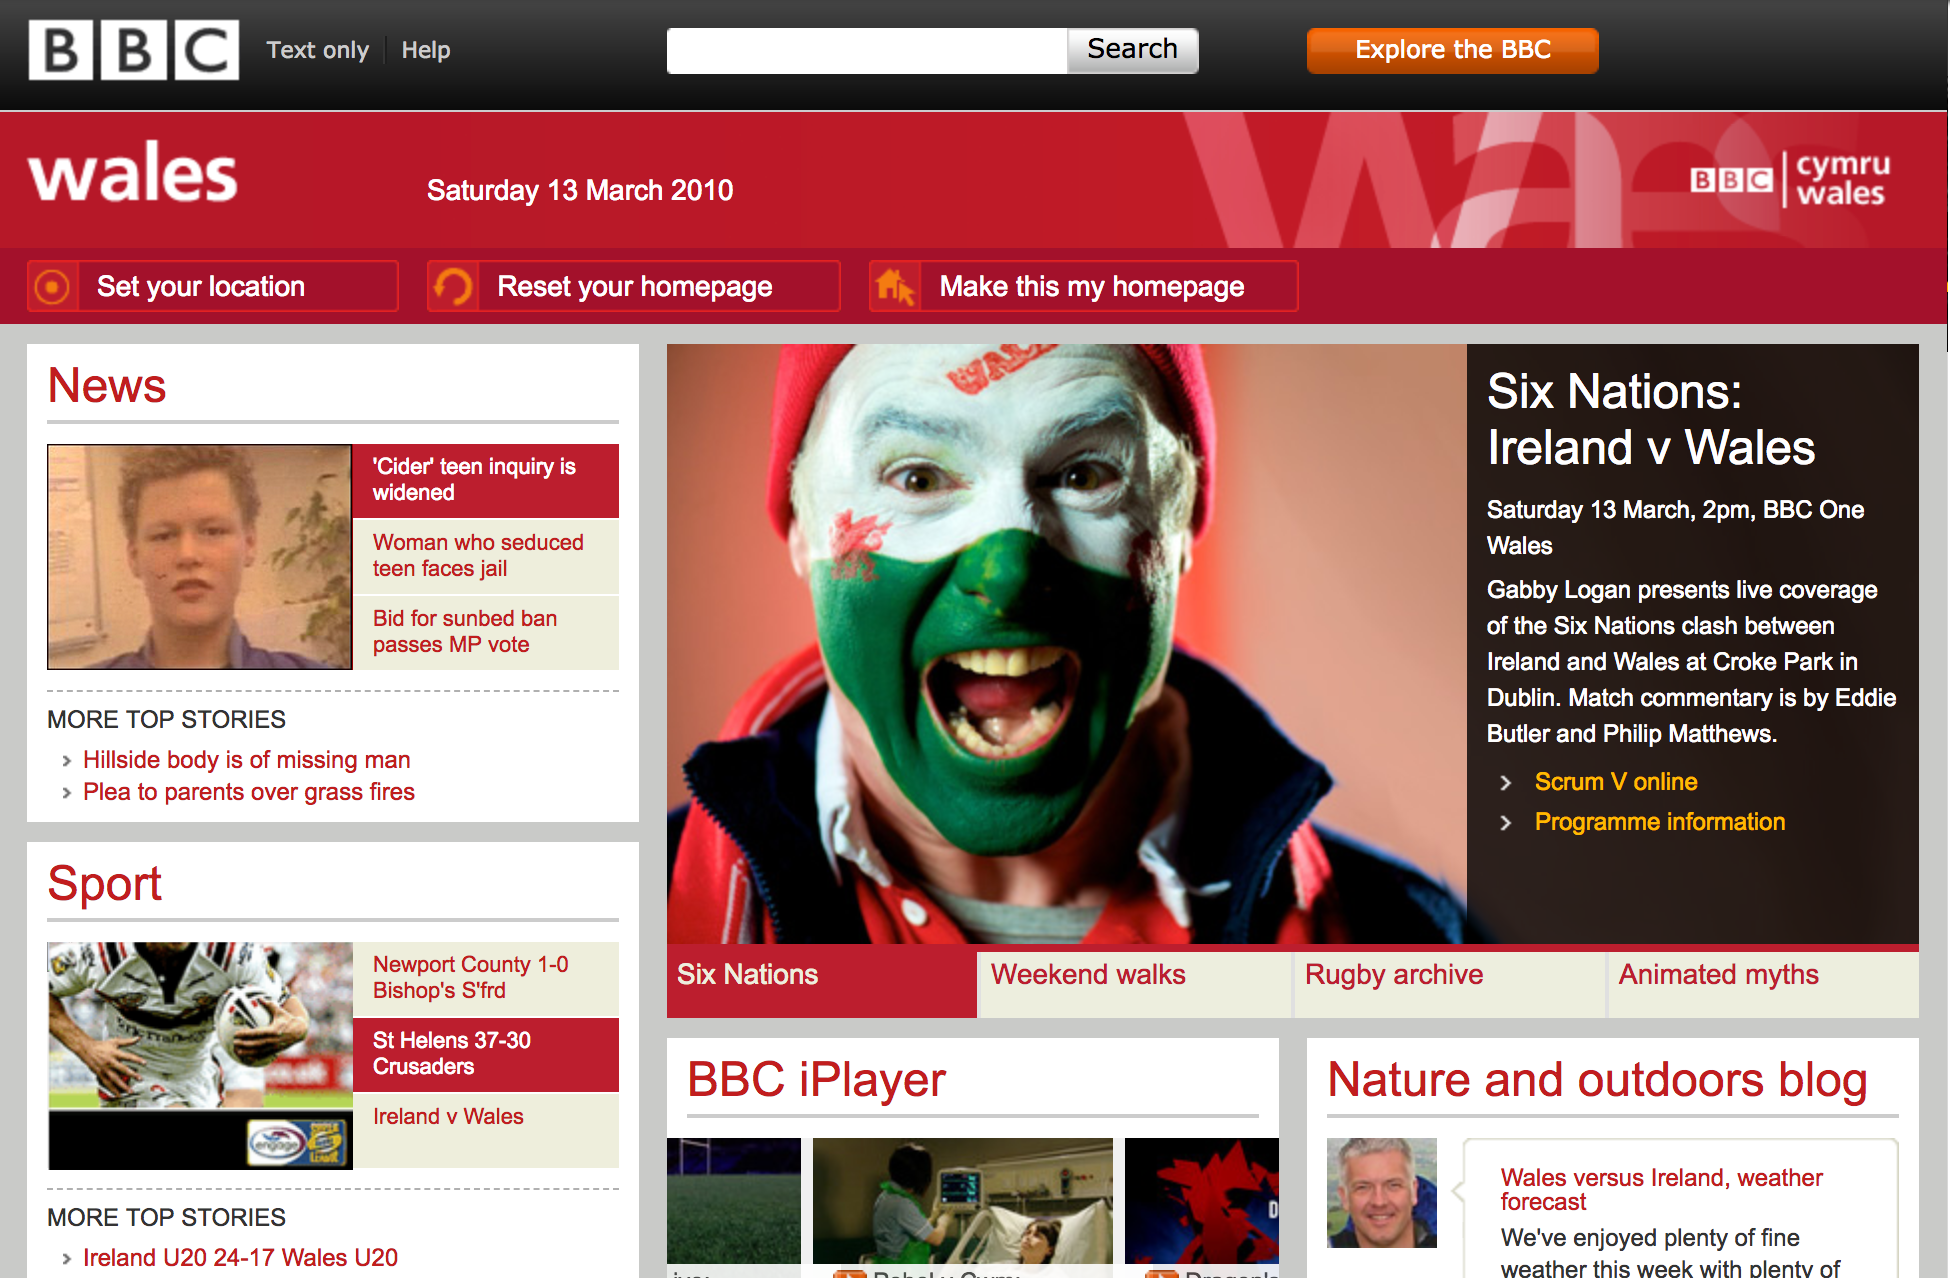 BBC
Text only
Help
Search
Explore the BBC
wales
Saturday 13 March 2010
Wales
BBC cymru
wales
Set your location
Reset your homepage
Make this my homepage
News
'Cider' teen inquiry is
widened
Woman who seduced
teen faces jail
Bid for sunbed ban
passes MP vote
MORE TOP STORIES
Hillside body is of missing man
Plea to parents over grass fires
Sport
Newport County 1-0
Bishop's S'frd
St Helens 37-30
Crusaders
Ireland v Wales
engage
SUPER
LEAGUE
MORE TOP STORIES
Ireland U20 24-17 Wales U20
WALES
Six Nations:
Ireland v Wales
Saturday 13 March, 2pm, BBC One
Wales
Gabby Logan presents live coverage
of the Six Nations clash between
Ireland and Wales at Croke Park in
Dublin. Match commentary is by Eddie
Butler and Philip Matthews.
Scrum V online
Programme information
Six Nations
Weekend walks
Rugby archive
Animated myths
BBC iPlayer
Nature and outdoors blog
Wales versus Ireland, weather
forecast
We've enjoyed plenty of fine
weather this week with plenty of